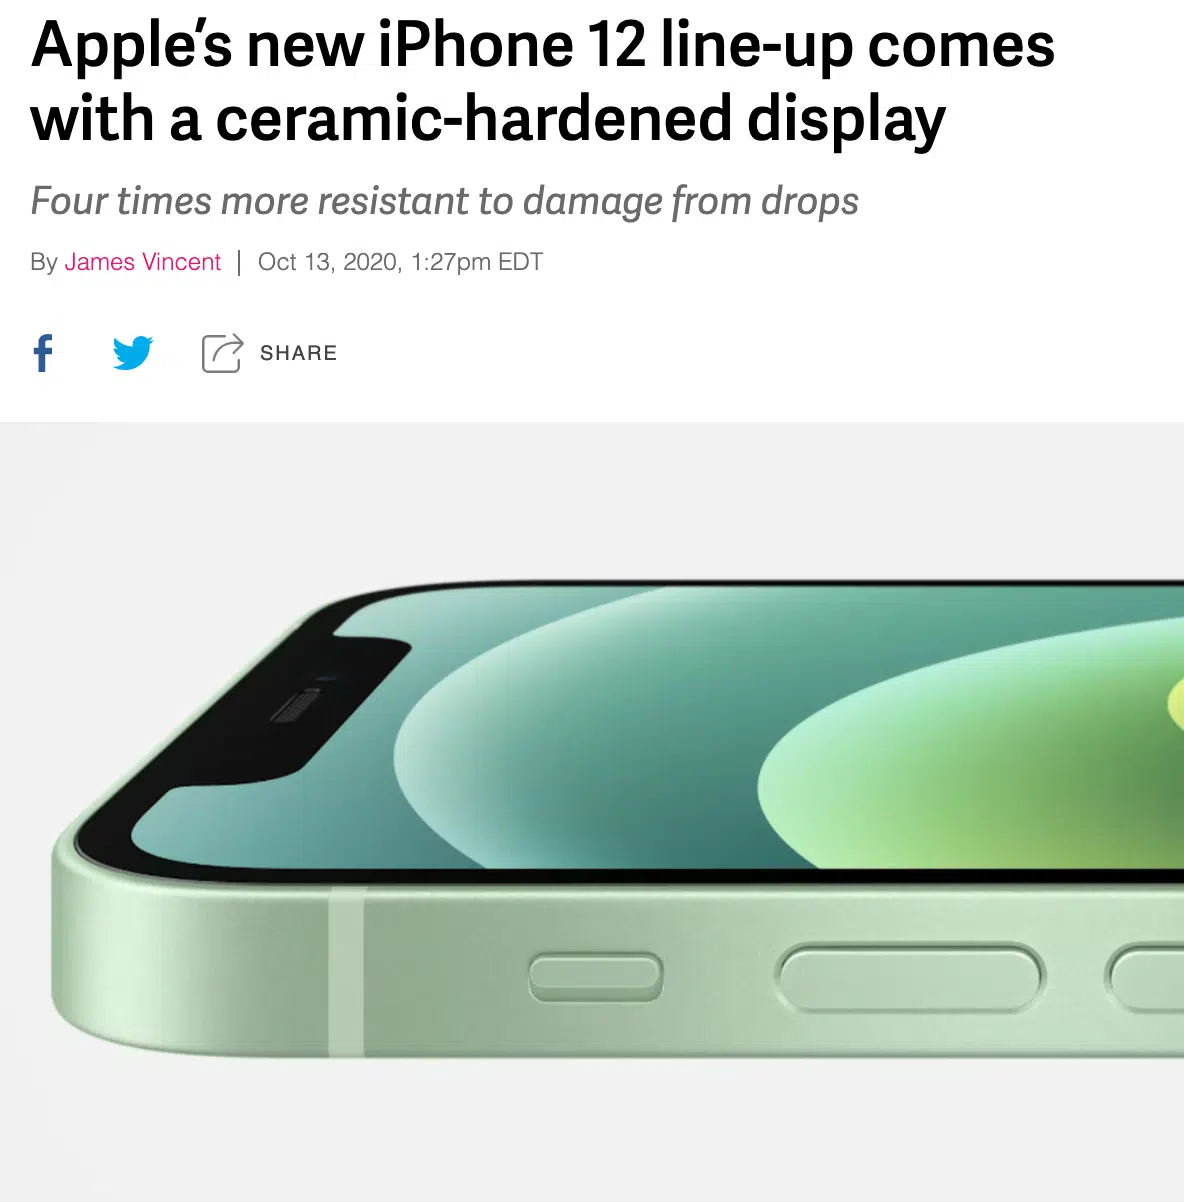 Apple’s new iPhone 12 line-up comes
with a ceramic-hardened display
Four times more resistant to damage from drops
By James Vincent | Oct 13, 2020, 1:27pm EDT
SHARE